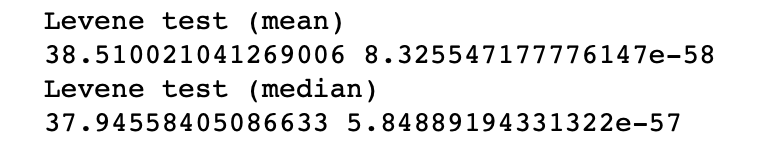 Levene test (mean)
38.510021041269006 8.325547177776147e-58
Levene test (median)
37.94558405086633 5.84889194331322e-57